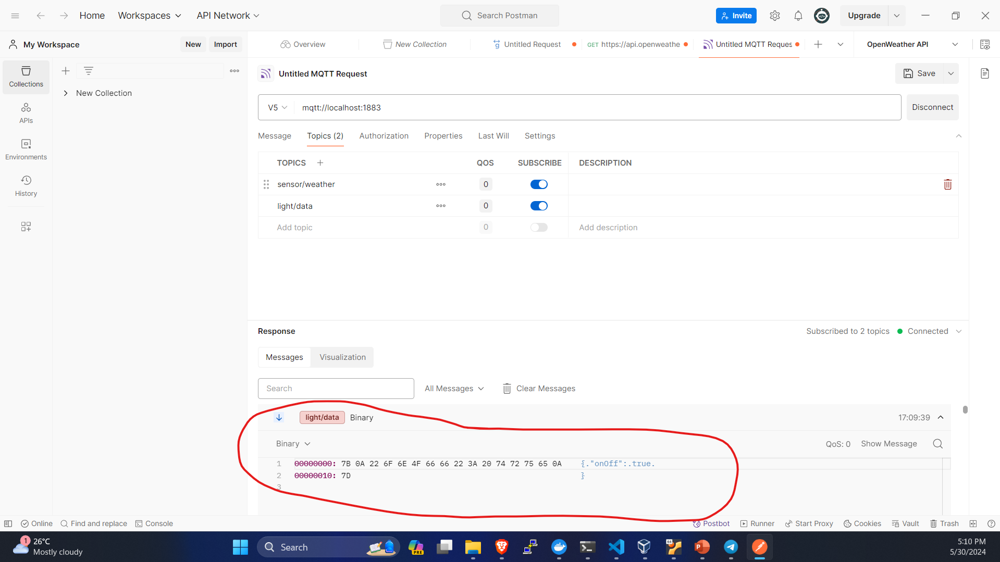 Home
Workspaces
API Network
Search Postman
Invite
Upgrade
My Workspace
New
Import
Overview
New Collection
Untitled Request
GET https://api.openweathe
Untitled MQTT Reques
OpenWeather API
Collections
New Collection
APIs
Environments
History
Untitled MQTT Request
Save
V5
mqtt://localhost:1883
Disconnect
Message
Topics (2)
Authorization
Properties
Last Will
Settings
TOPICS
QOS
SUBSCRIBE
DESCRIPTION
sensor/weather
0
light/data
0
Add topic
0
Add description
Response
Subscribed to 2 topics
Connected
Messages
Visualization
Search
All Messages
Clear Messages
light/data Binary
17:09:39
Binary
QoS: 0
Show Message
1 00000000: 7B 0A 22 6F 6E 4F 66 66 22 3A 20 74 72 75 65 0A {."onOff":.true.
2 00000010: 7D }
3
Online
Find and replace
Console
Postbot
Runner
Start Proxy
Cookies
Vault
Trash
1
26°C
Mostly cloudy
Search
PRE
64
5:10 PM
5/30/2024